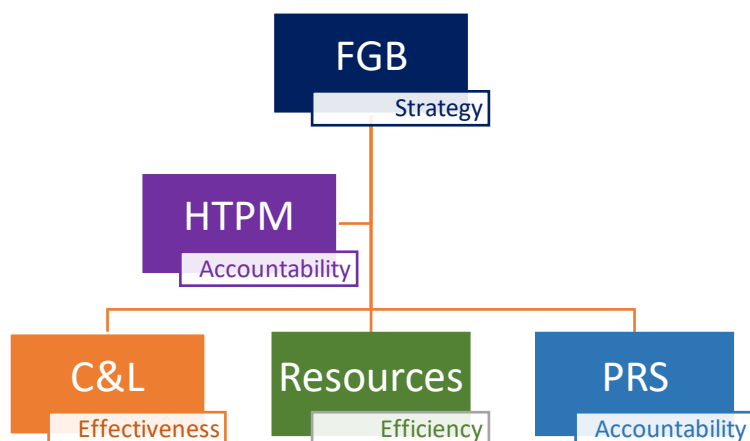 FGB
Strategy
HTPM
Accountability
C&L
Effectiveness
Resources
Efficiency
PRS
Accountability